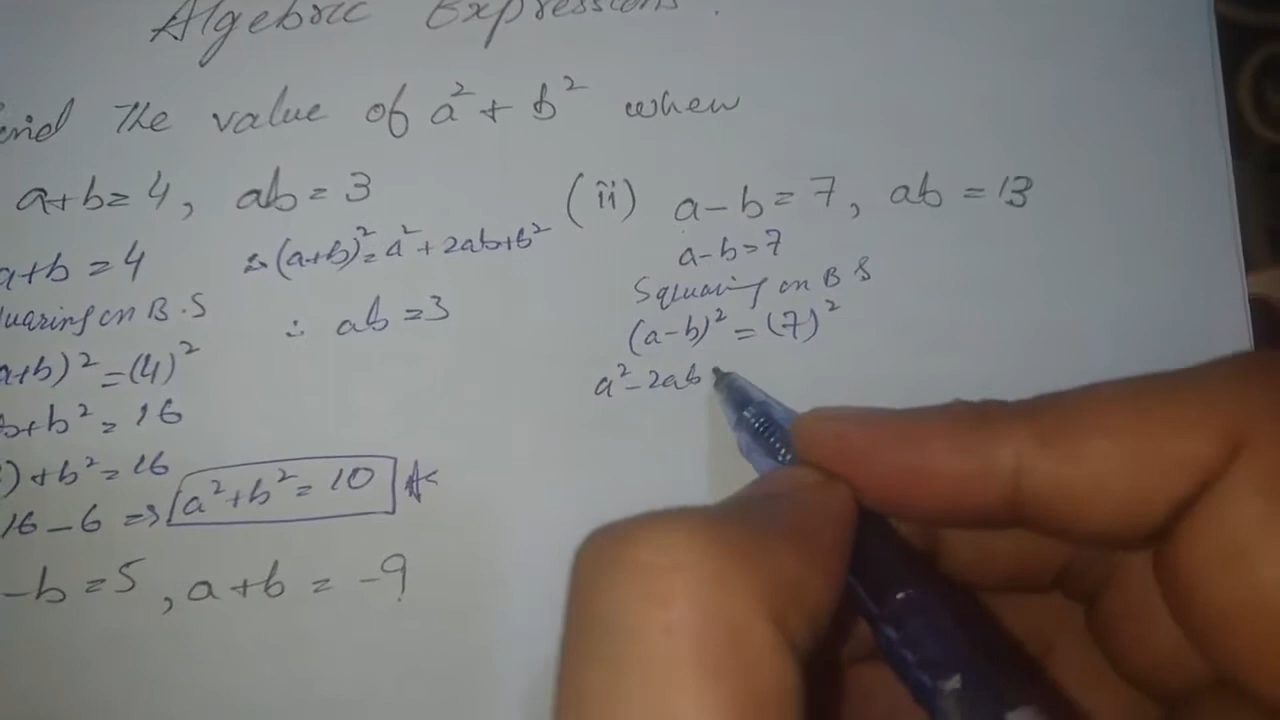 Algebric Expressions.
Find The value of a² + b² when
a+b=4, ab=3
a+b=4 ∴(a+b)²=a²+2ab+b²
Squaring on B.S ∴ ab=3
(a+b)²=(4)²
b+b²=16
)+b²=16
16-6 ⇒ a²+b²=10
-b=5, a+b=-9
(ii) a-b=7, ab=13
a-b=7
Squaring on B S
(a-b)²=(7)²
a²-2ab